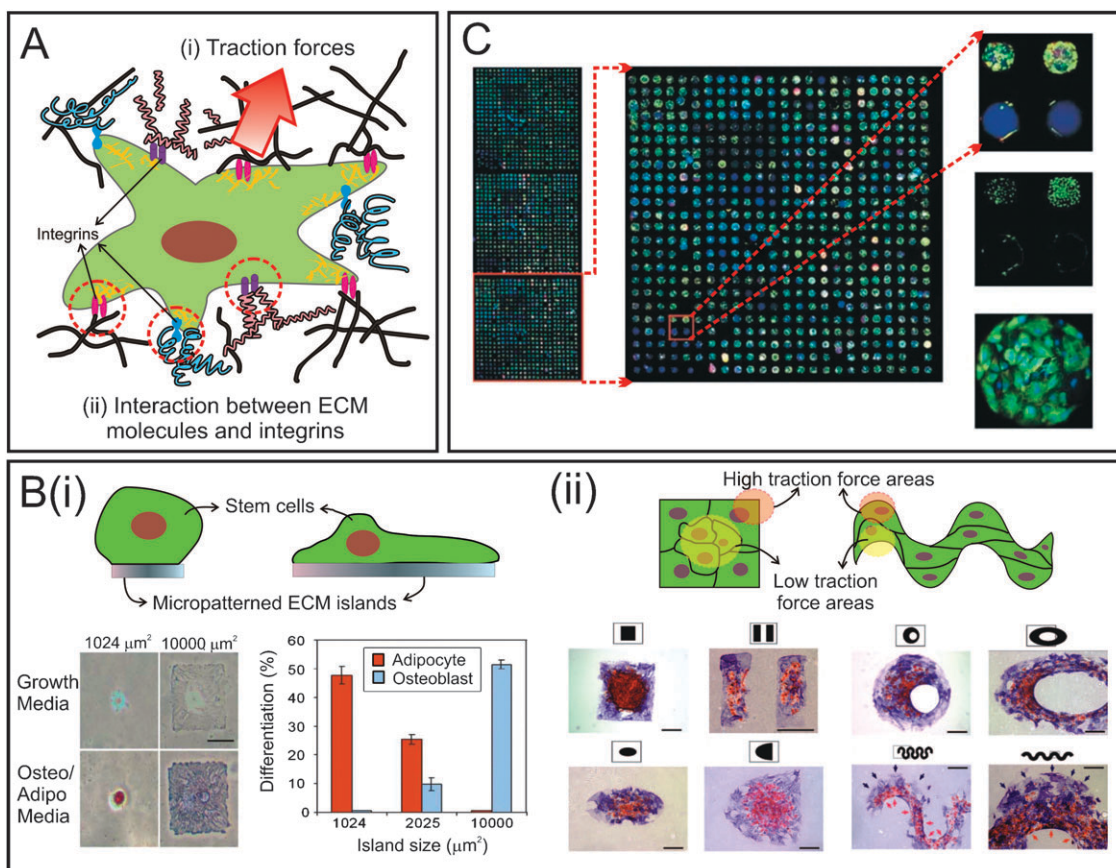 A
(i) Traction forces
Integrins
(ii) Interaction between ECM
molecules and integrins
C
B(i)
Stem cells
Micropatterned ECM islands
1024 μm²
10000 μm²
Growth
Media
Osteo/
Adipo
Media
Differentiation (%)
60
50
40
30
20
10
0
Adipocyte
Osteoblast
1024
2025
10000
Island size (μm²)
(ii)
High traction force areas
Low traction
force areas